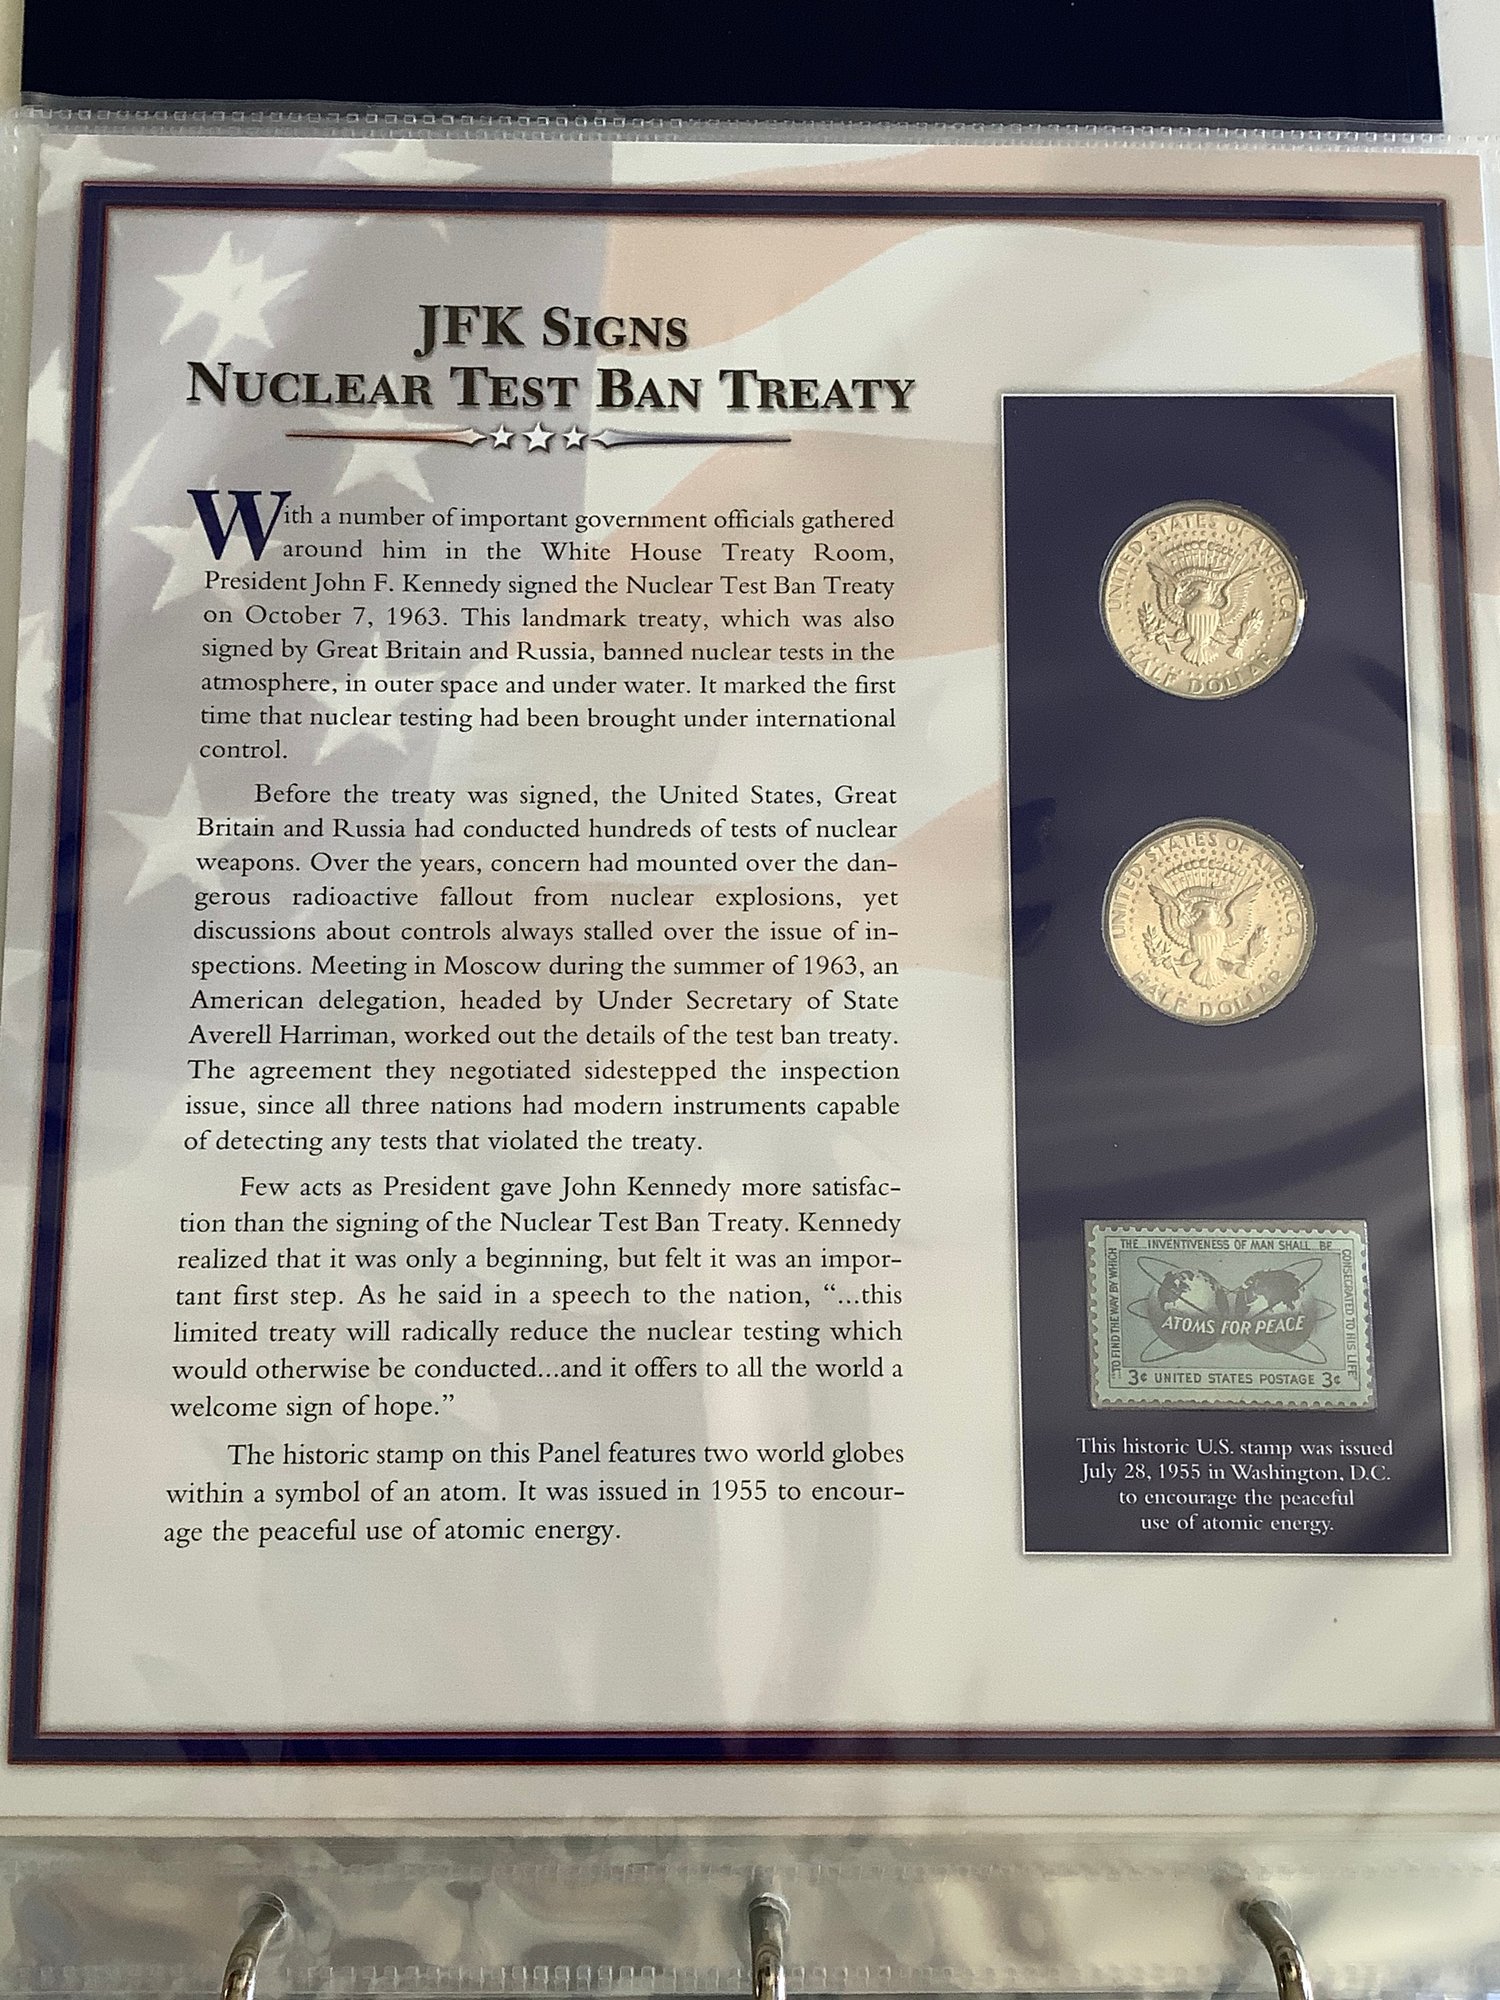 JFK Signs
Nuclear Test Ban Treaty
With a number of important government officials gathered
around him in the White House Treaty Room,
President John F. Kennedy signed the Nuclear Test Ban Treaty
on October 7, 1963. This landmark treaty, which was also
signed by Great Britain and Russia, banned nuclear tests in the
atmosphere, in outer space and under water. It marked the first
time that nuclear testing had been brought under international
control.
Before the treaty was signed, the United States, Great
Britain and Russia had conducted hundreds of tests of nuclear
weapons. Over the years, concern had mounted over the dan-
gerous radioactive fallout from nuclear explosions, yet
discussions about controls always stalled over the issue of in-
spections. Meeting in Moscow during the summer of 1963, an
American delegation, headed by Under Secretary of State
Averell Harriman, worked out the details of the test ban treaty.
The agreement they negotiated sidestepped the inspection
issue, since all three nations had modern instruments capable
of detecting any tests that violated the treaty.
Few acts as President gave John Kennedy more satisfac-
tion than the signing of the Nuclear Test Ban Treaty. Kennedy
realized that it was only a beginning, but felt it was an impor-
tant first step. As he said in a speech to the nation, “...this
limited treaty will radically reduce the nuclear testing which
would otherwise be conducted...and it offers to all the world a
welcome sign of hope.”
The historic stamp on this Panel features two world globes
within a symbol of an atom. It was issued in 1955 to encour-
age the peaceful use of atomic energy.
UNITED STATES OF AMERICA
HALF DOLLAR
UNITED STATES OF AMERICA
HALF DOLLAR
"TO FIND THE WAY BY WHICH
THE INVENTIVENESS OF MAN SHALL BE
CONSECRATED TO HIS LIFE"
ATOMS FOR PEACE
3¢ UNITED STATES POSTAGE 3¢
This historic U.S. stamp was issued
July 28, 1955 in Washington, D.C.
to encourage the peaceful
use of atomic energy.